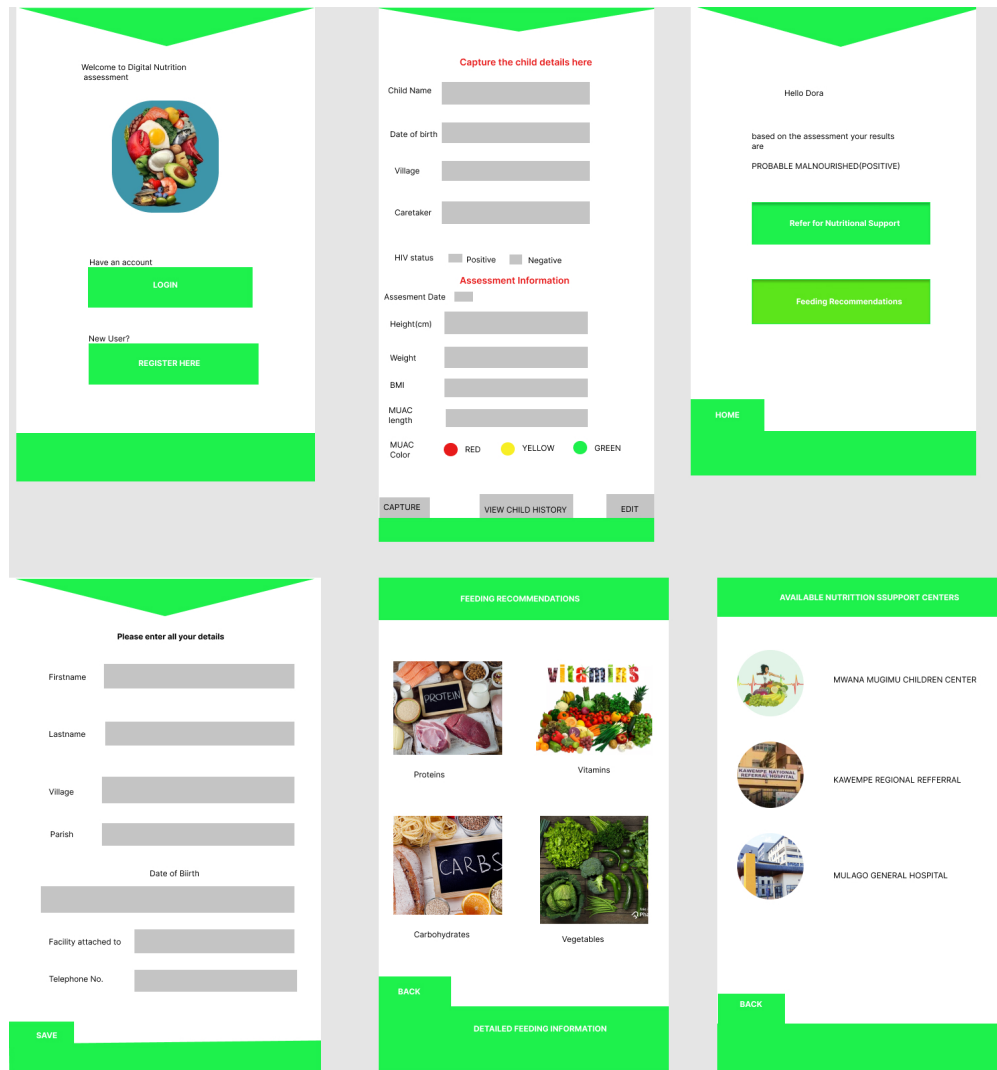 Welcome to Digital Nutrition
assessment
Have an account
LOGIN
New User?
REGISTER HERE
Capture the child details here
Child Name
Date of birth
Village
Caretaker
HIV status
Positive
Negative
Assessment Information
Assesment Date
Height(cm)
Weight
BMI
MUAC
length
MUAC
Color
RED
YELLOW
GREEN
CAPTURE
VIEW CHILD HISTORY
EDIT
Hello Dora
based on the assessment your results
are
PROBABLE MALNOURISHED(POSITIVE)
Refer for Nutritional Support
Feeding Recommendations
HOME
Please enter all your details
Firstname
Lastname
Village
Parish
Date of Biirth
Facility attached to
Telephone No.
SAVE
FEEDING RECOMMENDATIONS
PROTEIN
Proteins
vitamins
Vitamins
CARBS
Carbohydrates
Vegetables
BACK
DETAILED FEEDING INFORMATION
AVAILABLE NUTRITTION SSUPPORT CENTERS
MWANA MUGIMU CHILDREN CENTER
KAWEMPE NATIONAL
REFERRAL HOSPITAL
KAWEMPE REGIONAL REFFERRAL
MULAGO GENERAL HOSPITAL
BACK